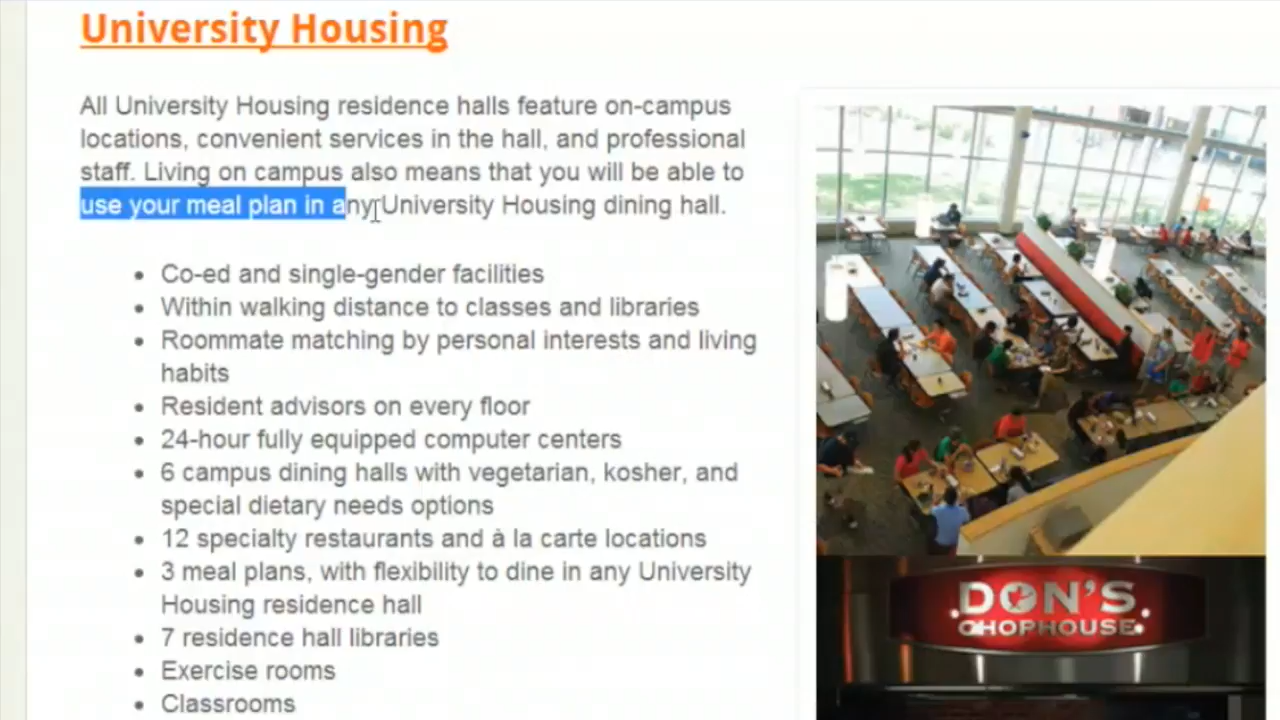 University Housing
All University Housing residence halls feature on-campus
locations, convenient services in the hall, and professional
staff. Living on campus also means that you will be able to
use your meal plan in any University Housing dining hall.
• Co-ed and single-gender facilities
• Within walking distance to classes and libraries
• Roommate matching by personal interests and living
habits
• Resident advisors on every floor
• 24-hour fully equipped computer centers
• 6 campus dining halls with vegetarian, kosher, and
special dietary needs options
• 12 specialty restaurants and à la carte locations
• 3 meal plans, with flexibility to dine in any University
Housing residence hall
• 7 residence hall libraries
• Exercise rooms
• Classrooms
DON'S
CHOPHOUSE